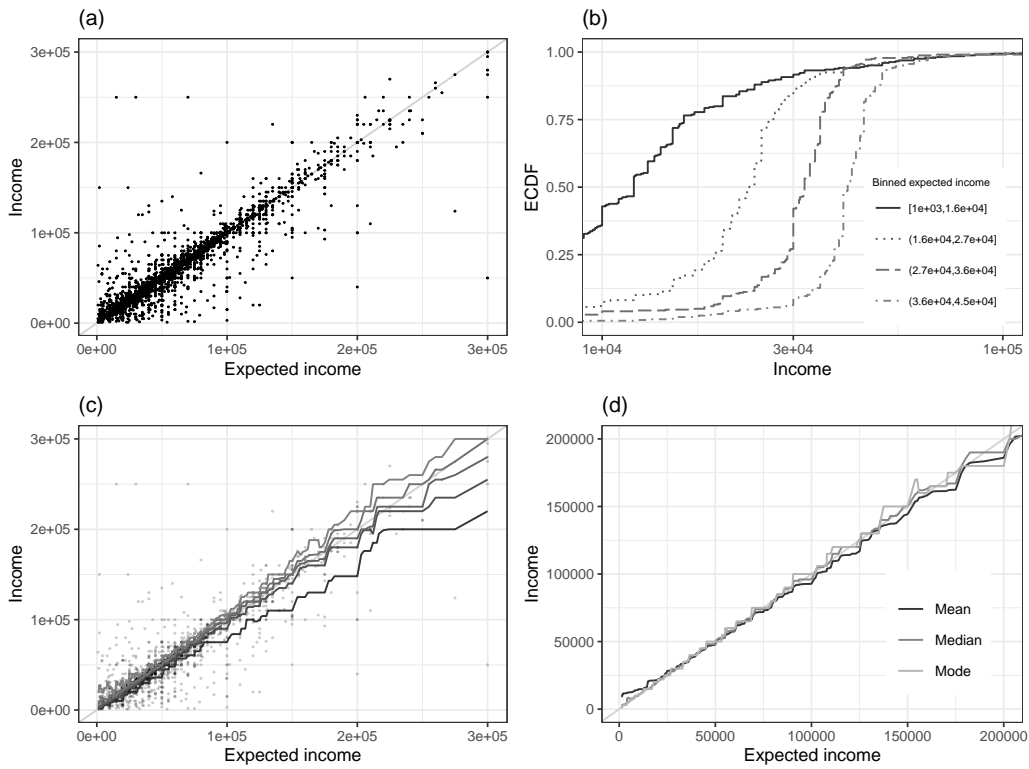 (a)
3e+05
2e+05
1e+05
0e+00
Income
0e+00 1e+05 2e+05 3e+05
Expected income
(b)
1.00
0.75
0.50
0.25
0.00
ECDF
Binned expected income
[1e+03,1.6e+04]
(1.6e+04,2.7e+04]
(2.7e+04,3.6e+04]
(3.6e+04,4.5e+04]
1e+04 3e+04 1e+05
Income
(c)
3e+05
2e+05
1e+05
0e+00
Income
0e+00 1e+05 2e+05 3e+05
Expected income
(d)
200000
150000
100000
50000
0
Income
Mean
Median
Mode
0 50000 100000 150000 200000
Expected income